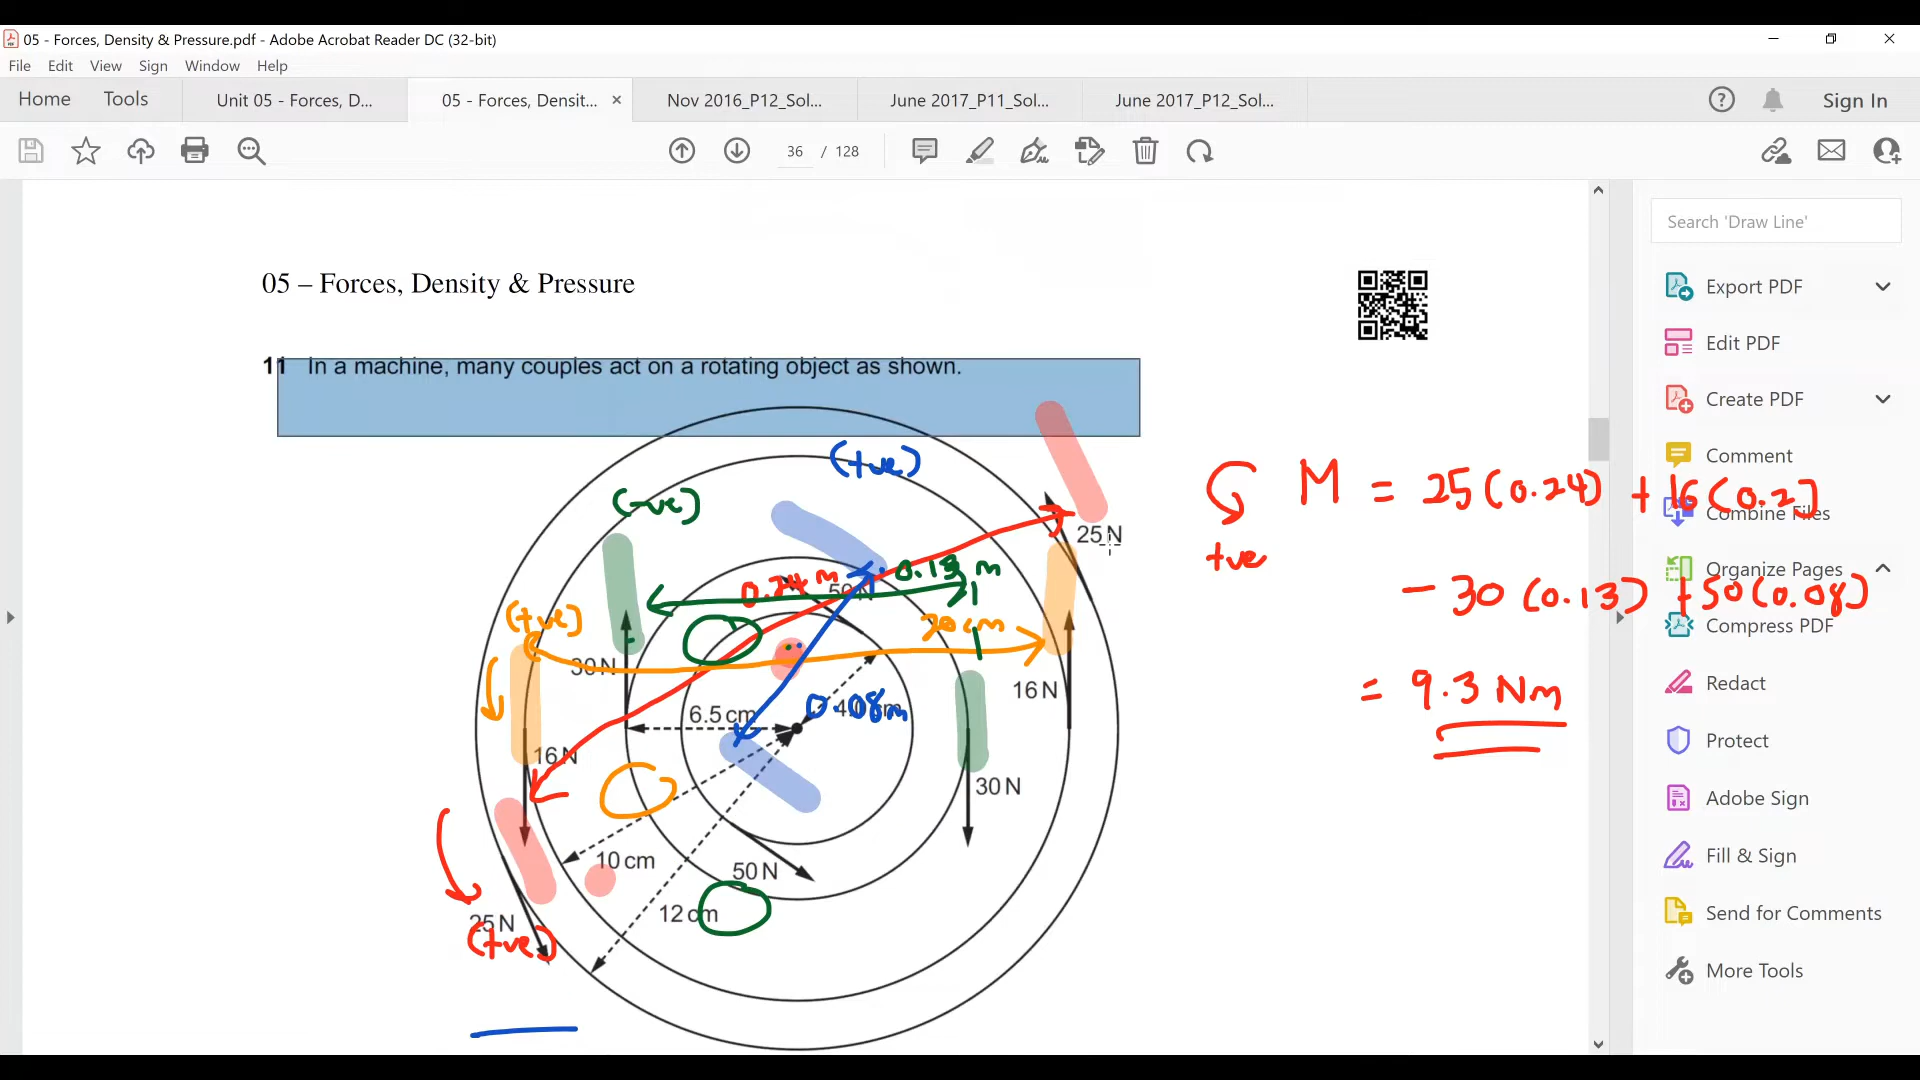 05 - Forces, Density & Pressure.pdf - Adobe Acrobat Reader DC (32-bit)
File Edit View Sign Window Help
Home Tools Unit 05 - Forces, D... 05 - Forces, Densit... × Nov 2016_P12_Sol... June 2017_P11_Sol... June 2017_P12_Sol... Sign In
36 / 128
05 – Forces, Density & Pressure
11 In a machine, many couples act on a rotating object as shown.
(+ve)
(-ve)
25 N
0.24 m
0.13 m
50 N
(+ve)
20 cm
30 N
16 N
6.5 cm
0.08m
16 N
30 N
10 cm
50 N
12 cm
25 N
(+ve)
M = 25(0.24) + 16(0.2)
+ve
- 30 (0.13) + 50(0.08)
= 9.3 Nm
Search 'Draw Line'
Export PDF
Edit PDF
Create PDF
Comment
Combine Files
Organize Pages
Compress PDF
Redact
Protect
Adobe Sign
Fill & Sign
Send for Comments
More Tools